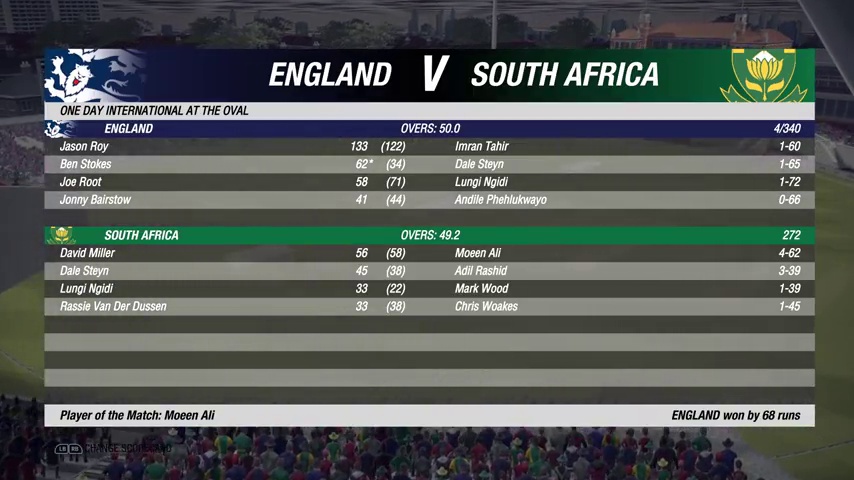 ENGLAND V SOUTH AFRICA
ONE DAY INTERNATIONAL AT THE OVAL
ENGLAND OVERS: 50.0 4/340
Jason Roy 133 (122) Imran Tahir 1-60
Ben Stokes 62* (34) Dale Steyn 1-65
Joe Root 58 (71) Lungi Ngidi 1-72
Jonny Bairstow 41 (44) Andile Phehlukwayo 0-66
SOUTH AFRICA OVERS: 49.2 272
David Miller 56 (58) Moeen Ali 4-62
Dale Steyn 45 (38) Adil Rashid 3-39
Lungi Ngidi 33 (22) Mark Wood 1-39
Rassie Van Der Dussen 33 (38) Chris Woakes 1-45
Player of the Match: Moeen Ali ENGLAND won by 68 runs
LB RB CHANGE SCORECARD